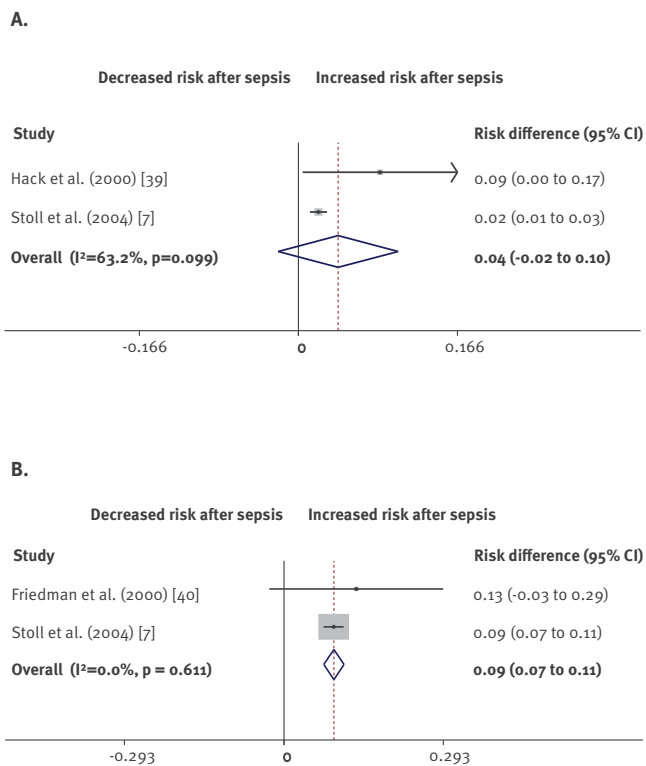 A.
Decreased risk after sepsis Increased risk after sepsis
Study Risk difference (95% CI)
Hack et al. (2000) [39] 0.09 (0.00 to 0.17)
Stoll et al. (2004) [7] 0.02 (0.01 to 0.03)
Overall (I²=63.2%, p=0.099) 0.04 (-0.02 to 0.10)
-0.166 0 0.166
B.
Decreased risk after sepsis Increased risk after sepsis
Study Risk difference (95% CI)
Friedman et al. (2000) [40] 0.13 (-0.03 to 0.29)
Stoll et al. (2004) [7] 0.09 (0.07 to 0.11)
Overall (I²=0.0%, p = 0.611) 0.09 (0.07 to 0.11)
-0.293 0 0.293